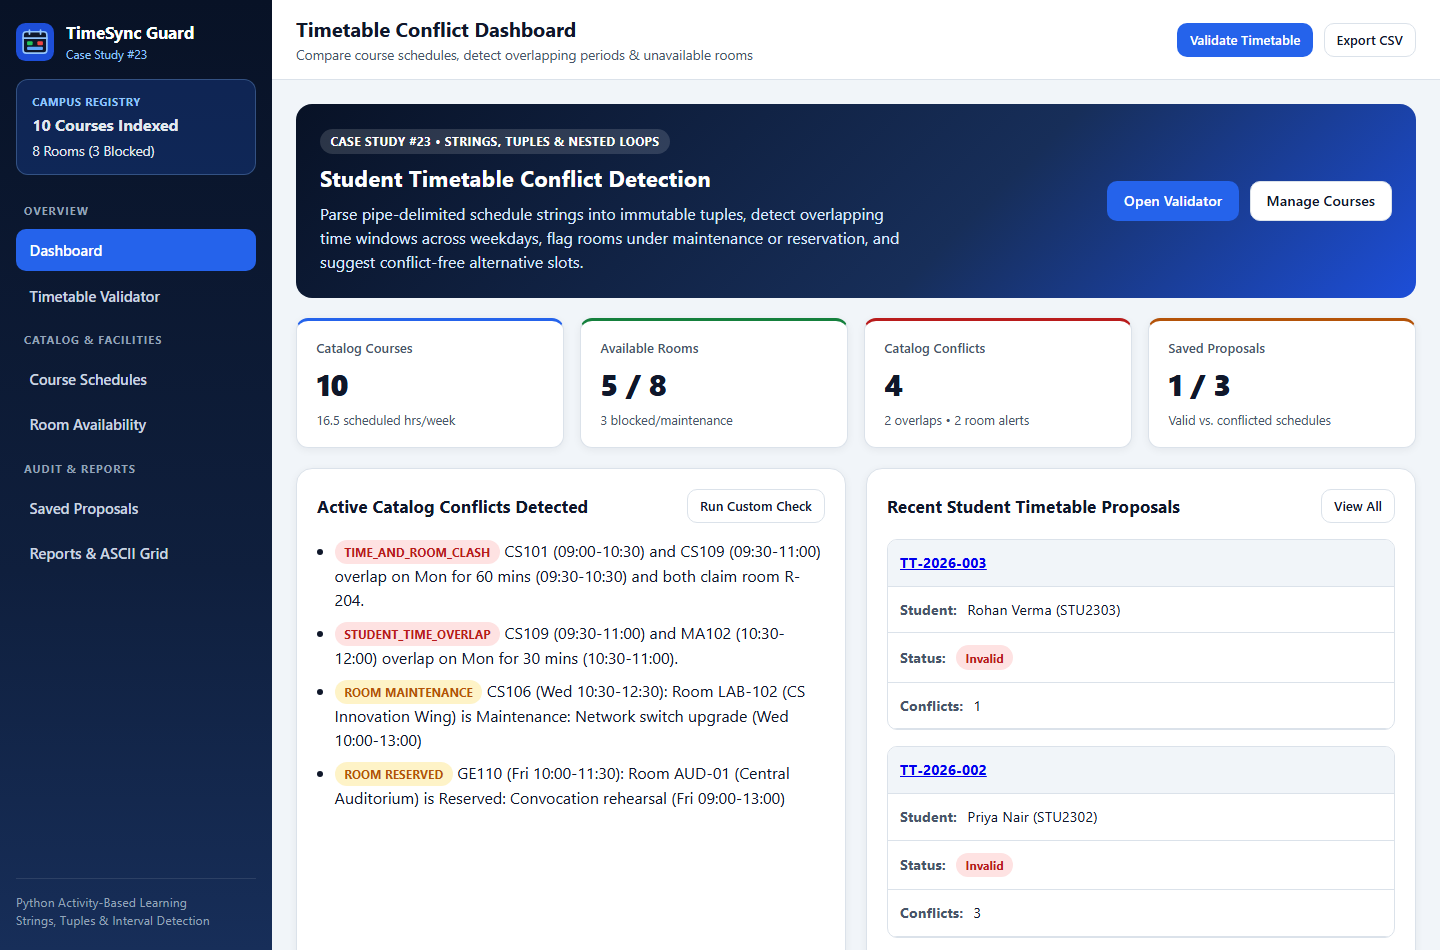 TimeSync Guard
Case Study #23
CAMPUS REGISTRY
10 Courses Indexed
8 Rooms (3 Blocked)
OVERVIEW
Dashboard
Timetable Validator
CATALOG & FACILITIES
Course Schedules
Room Availability
AUDIT & REPORTS
Saved Proposals
Reports & ASCII Grid
Python Activity-Based Learning
Strings, Tuples & Interval Detection
Timetable Conflict Dashboard
Compare course schedules, detect overlapping periods & unavailable rooms
Validate Timetable
Export CSV
CASE STUDY #23 • STRINGS, TUPLES & NESTED LOOPS
Student Timetable Conflict Detection
Parse pipe-delimited schedule strings into immutable tuples, detect overlapping
time windows across weekdays, flag rooms under maintenance or reservation, and
suggest conflict-free alternative slots.
Open Validator
Manage Courses
Catalog Courses
10
16.5 scheduled hrs/week
Available Rooms
5 / 8
3 blocked/maintenance
Catalog Conflicts
4
2 overlaps • 2 room alerts
Saved Proposals
1 / 3
Valid vs. conflicted schedules
Active Catalog Conflicts Detected
Run Custom Check
• TIME_AND_ROOM_CLASH CS101 (09:00-10:30) and CS109 (09:30-11:00)
overlap on Mon for 60 mins (09:30-10:30) and both claim room R-
204.
• STUDENT_TIME_OVERLAP CS109 (09:30-11:00) and MA102 (10:30-
12:00) overlap on Mon for 30 mins (10:30-11:00).
• ROOM MAINTENANCE CS106 (Wed 10:30-12:30): Room LAB-102 (CS
Innovation Wing) is Maintenance: Network switch upgrade (Wed
10:00-13:00)
• ROOM RESERVED GE110 (Fri 10:00-11:30): Room AUD-01 (Central
Auditorium) is Reserved: Convocation rehearsal (Fri 09:00-13:00)
Recent Student Timetable Proposals
View All
TT-2026-003
Student: Rohan Verma (STU2303)
Status: Invalid
Conflicts: 1
TT-2026-002
Student: Priya Nair (STU2302)
Status: Invalid
Conflicts: 3